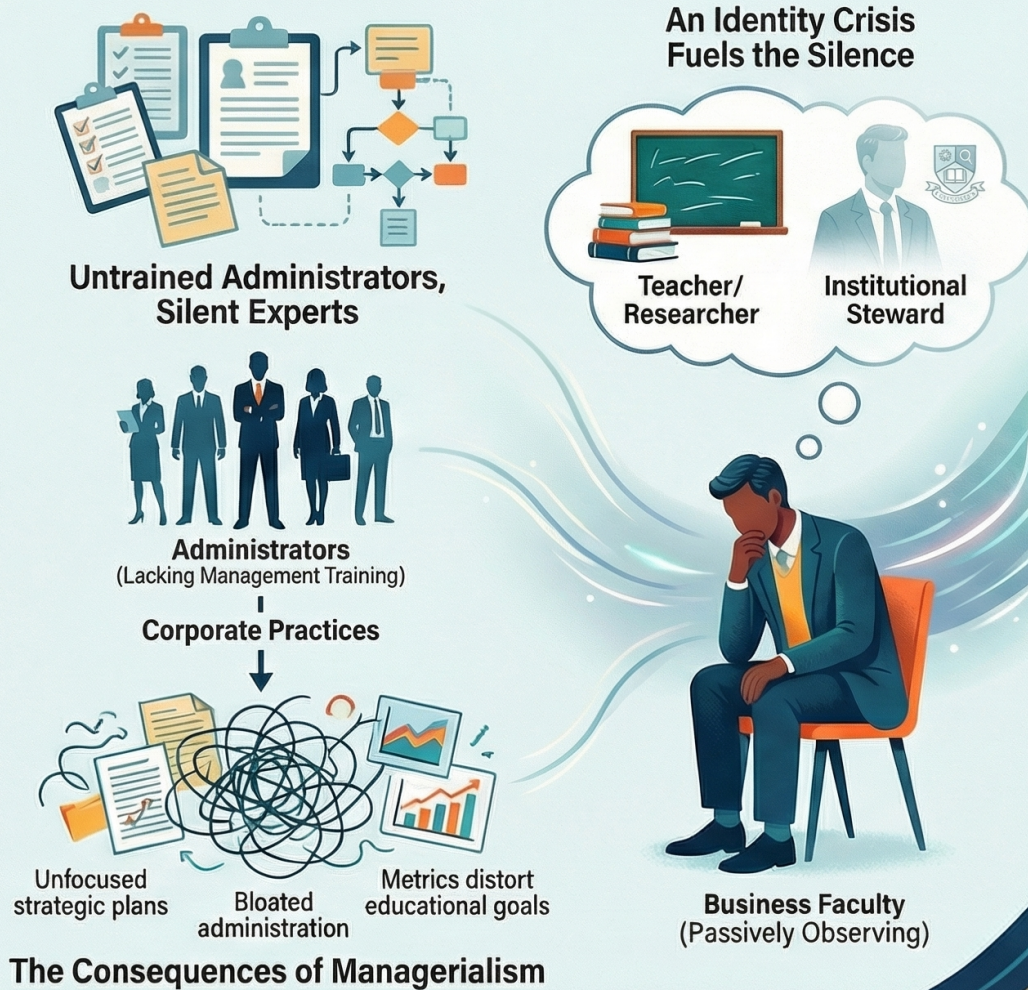 Untrained Administrators,
Silent Experts
Administrators
(Lacking Management Training)
Corporate Practices
Unfocused
strategic plans
Bloated
administration
Metrics distort
educational goals
The Consequences of Managerialism
An Identity Crisis
Fuels the Silence
Teacher/
Researcher
Institutional
Steward
Business Faculty
(Passively Observing)